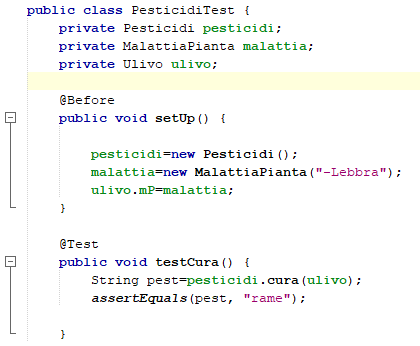 public class PesticidiTest {
private Pesticidi pesticidi;
private MalattiaPianta malattia;
private Ulivo ulivo;
@Before
public void setUp() {
pesticidi=new Pesticidi();
malattia=new MalattiaPianta("-Lebbra");
ulivo.mP=malattia;
}
@Test
public void testCura() {
String pest=pesticidi.cura(ulivo);
assertEquals(pest, "rame");
}